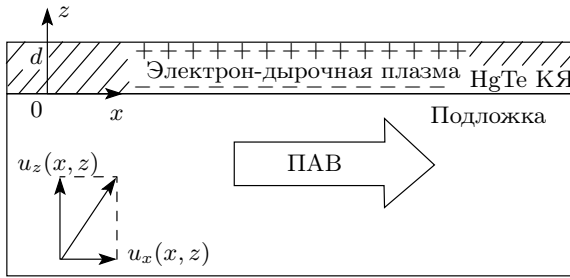 z
d
Электрон-дырочная плазма
HgTe КЯ
0
x
Подложка
ПАВ
u_z(x, z)
u_x(x, z)